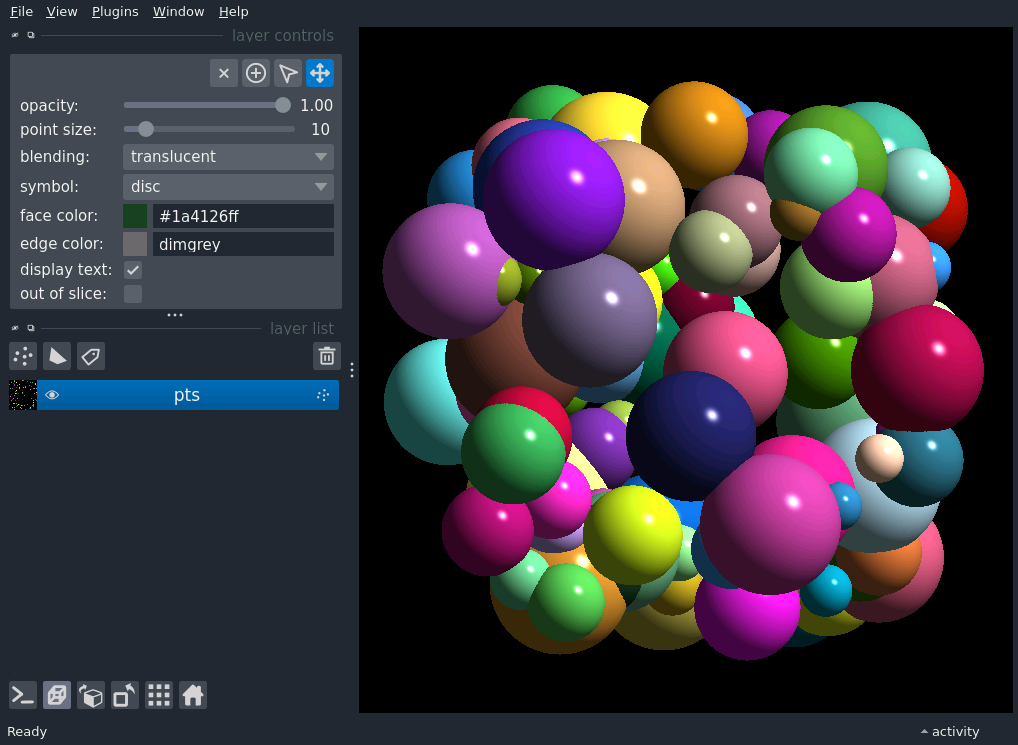 File View Plugins Window Help
layer controls
opacity: 1.00
point size: 10
blending: translucent
symbol: disc
face color: #1a4126ff
edge color: dimgrey
display text:
out of slice:
layer list
pts
Ready activity